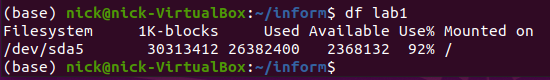 (base) nick@nick-VirtualBox:~/inform$ df lab1
Filesystem     1K-blocks     Used Available Use% Mounted on
/dev/sda5       30313412 26382400   2368132  92% /
(base) nick@nick-VirtualBox:~/inform$